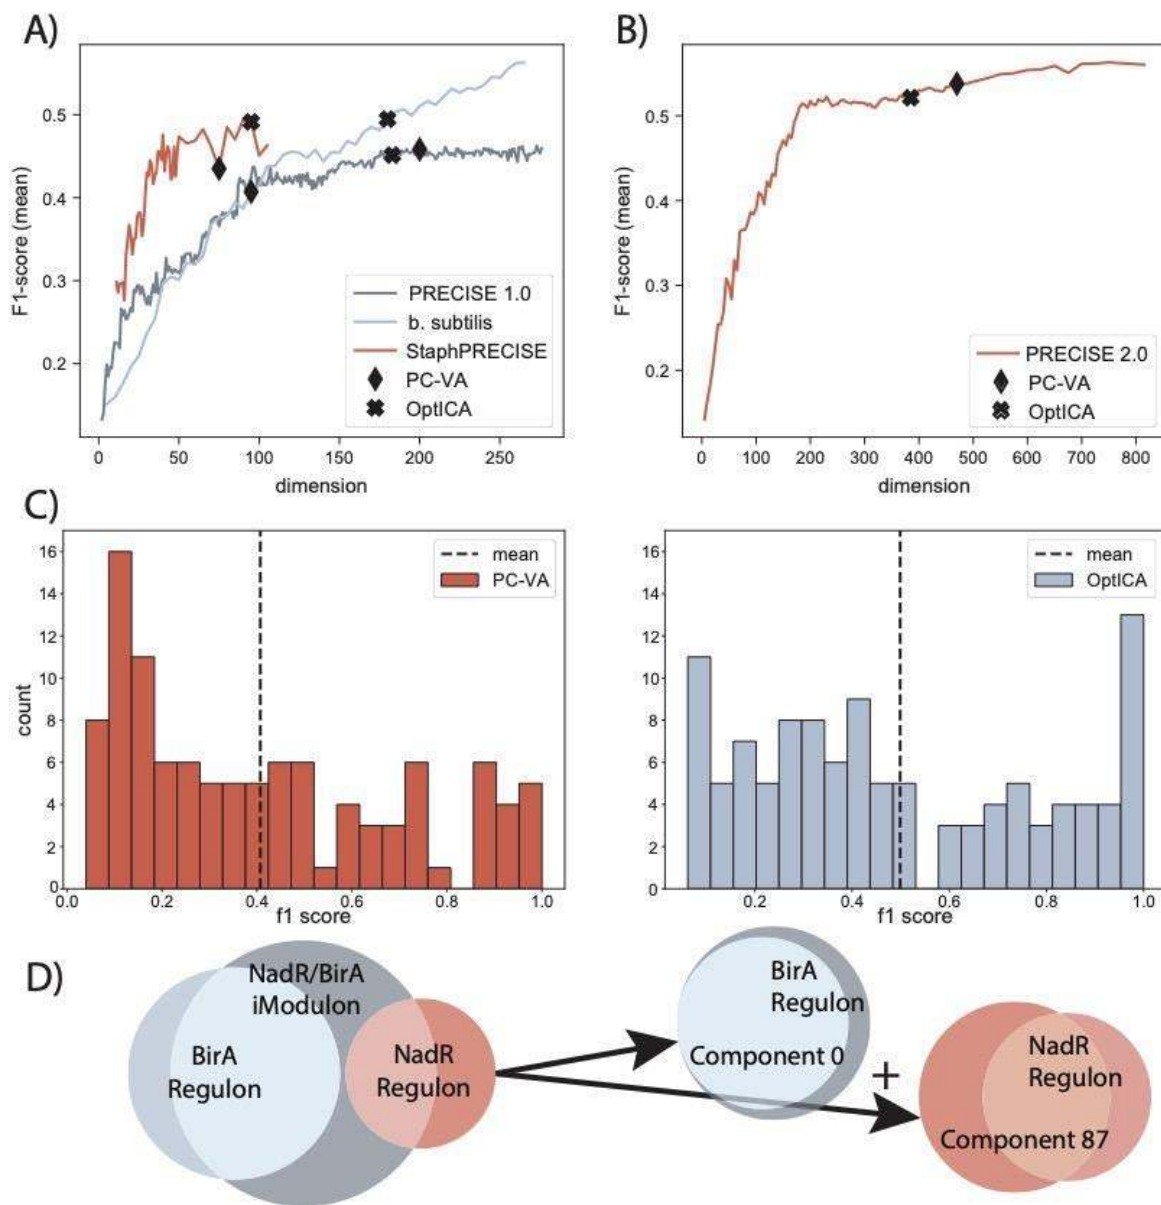 A)
F1-score (mean)
0.5
0.4
0.3
0.2
PRECISE 1.0
b. subtilis
StaphPRECISE
PC-VA
OptICA
0 50 100 150 200 250
dimension
B)
F1-score (mean)
0.5
0.4
0.3
0.2
PRECISE 2.0
PC-VA
OptICA
0 100 200 300 400 500 600 700 800
dimension
C)
count
16
14
12
10
8
6
4
2
0
mean
PC-VA
0.0 0.2 0.4 0.6 0.8 1.0
f1 score
16
14
12
10
8
6
4
2
0
mean
OptICA
0.2 0.4 0.6 0.8 1.0
f1 score
D)
NadR/BirA
iModulon
BirA
Regulon
NadR
Regulon
BirA
Regulon
Component 0
+
NadR
Regulon
Component 87